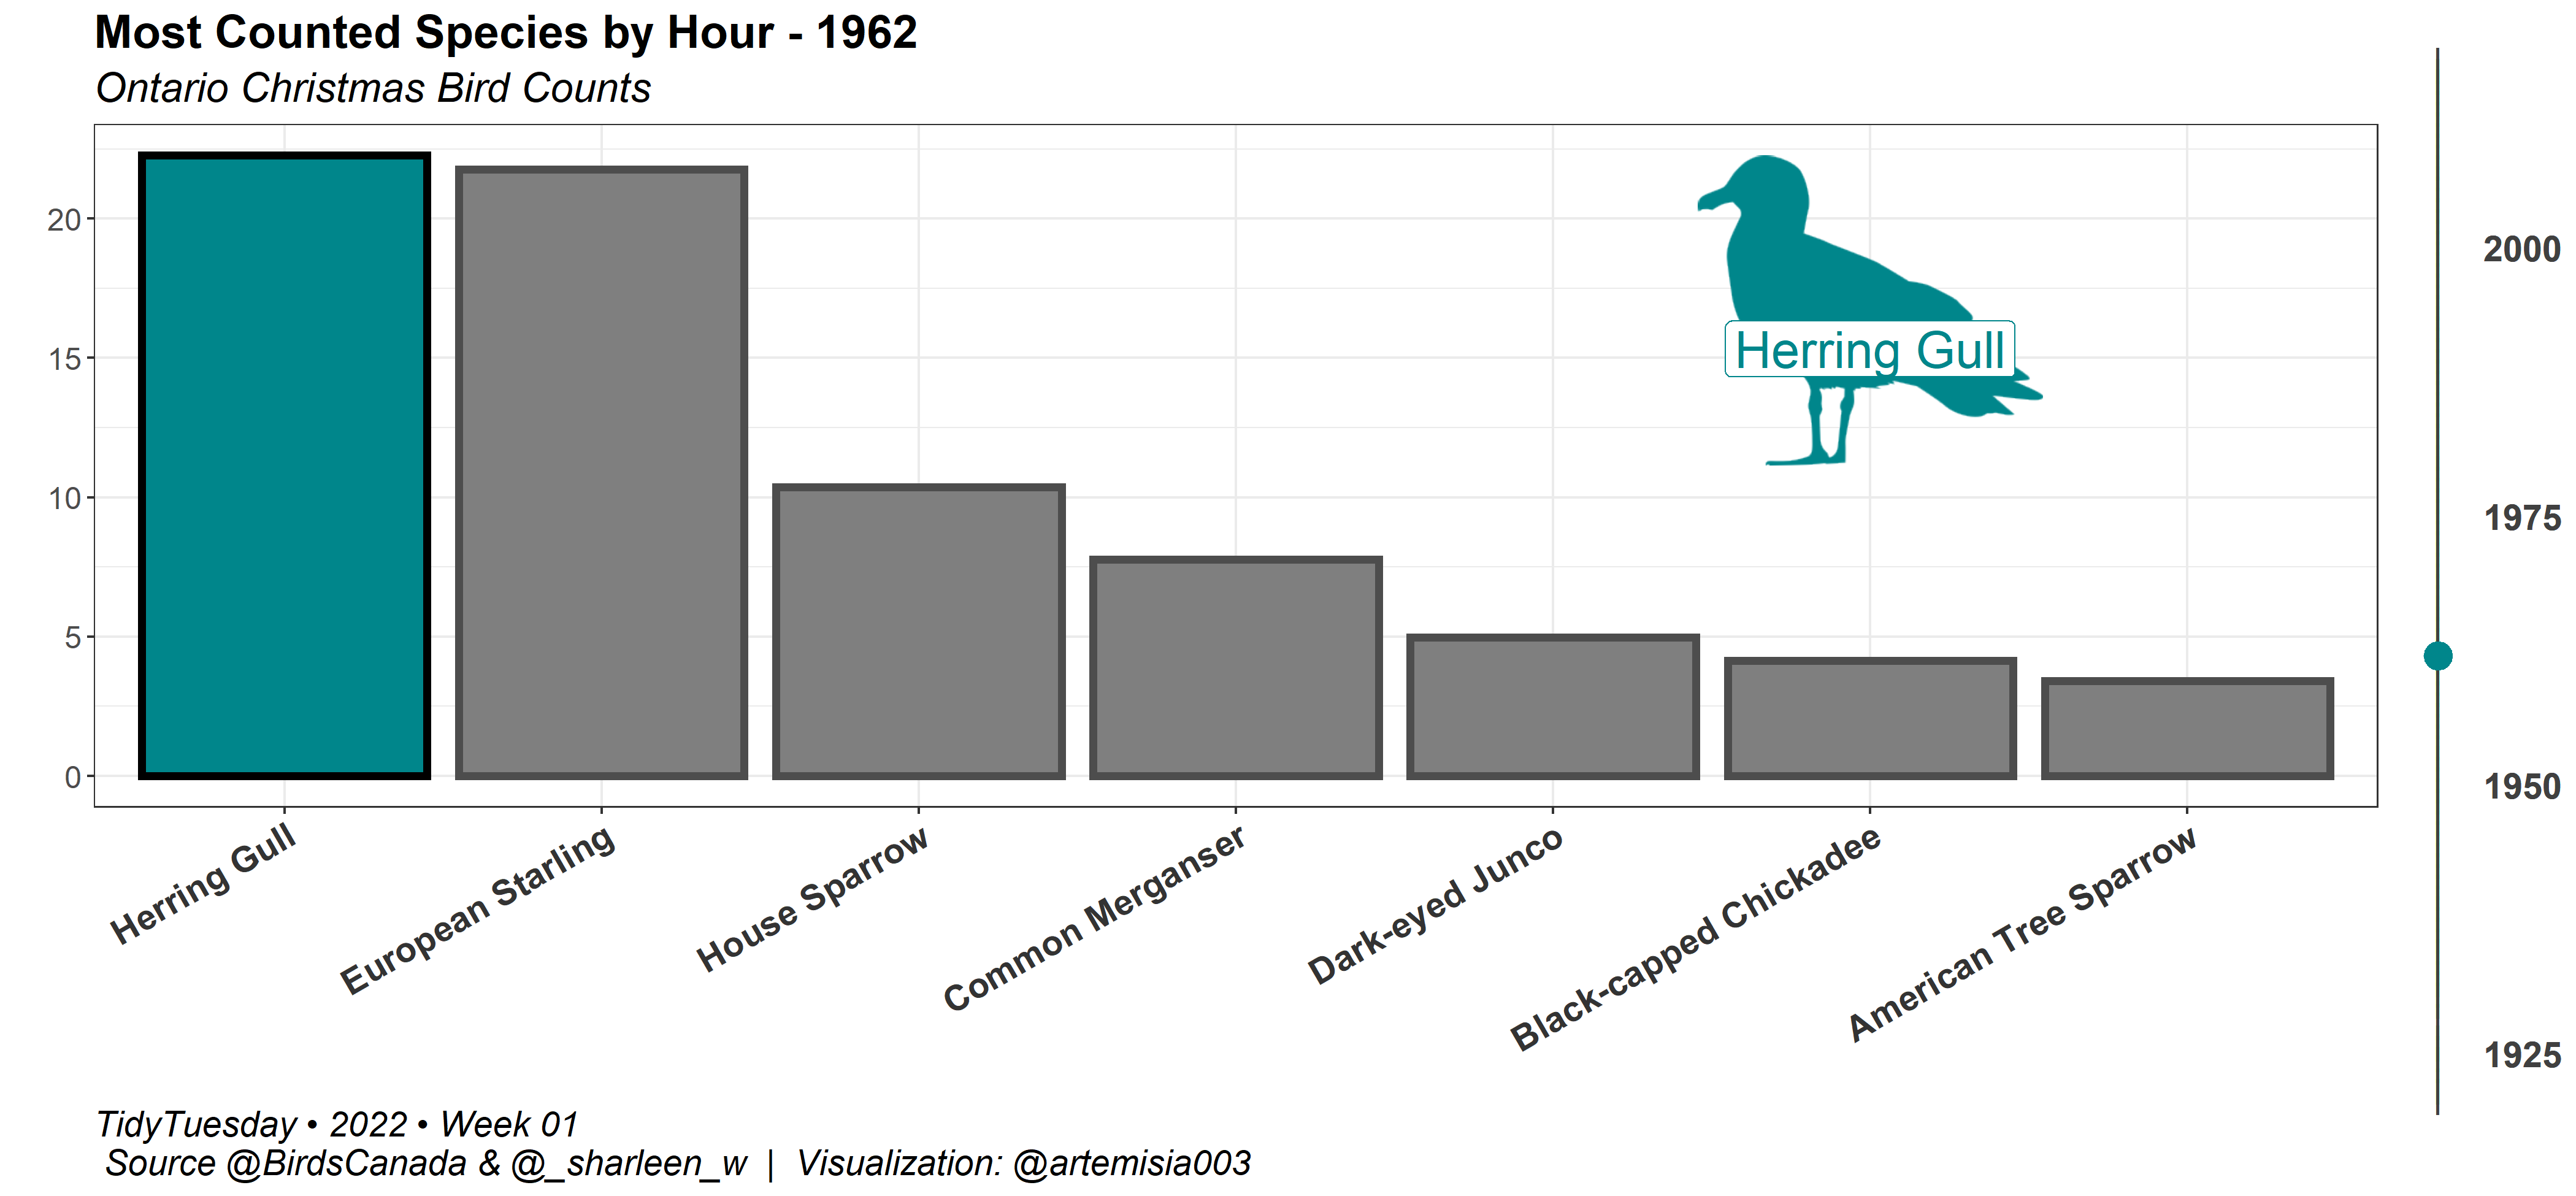 Most Counted Species by Hour - 1962
Ontario Christmas Bird Counts
20
15
10
5
0
Herring Gull
Herring Gull
European Starling
House Sparrow
Common Merganser
Dark-eyed Junco
Black-capped Chickadee
American Tree Sparrow
2000
1975
1950
1925
TidyTuesday • 2022 • Week 01
Source @BirdsCanada & @_sharleen_w | Visualization: @artemisia003